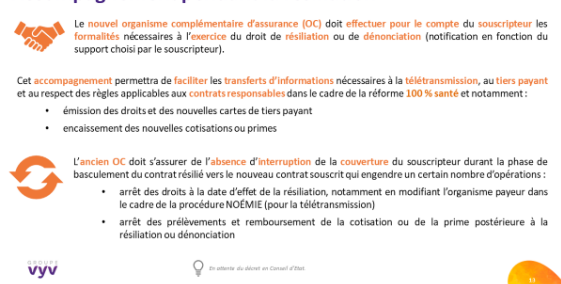 Le nouvel organisme complémentaire d'assurance (OC) doit effectuer pour le compte du souscripteur les
formalités nécessaires à l'exercice du droit de résiliation ou de dénonciation (notification en fonction du
support choisi par le souscripteur).
Cet accompagnement permettra de faciliter les transferts d'informations nécessaires à la télétransmission, au tiers payant
et au respect des règles applicables aux contrats responsables dans le cadre de la réforme 100 % santé et notamment :
• émission des droits et des nouvelles cartes de tiers payant
• encaissement des nouvelles cotisations ou primes
L'ancien OC doit s'assurer de l'absence d'interruption de la couverture du souscripteur durant la phase de
basculement du contrat résilié vers le nouveau contrat souscrit qui engendre un certain nombre d'opérations :
• arrêt des droits à la date d'effet de la résiliation, notamment en modifiant l'organisme payeur dans
le cadre de la procédure NOÉMIE (pour la télétransmission)
• arrêt des prélèvements et remboursement de la cotisation ou de la prime postérieure à la
résiliation ou dénonciation
GROUPE
vyv
En attente du décret en Conseil d'Etat
11